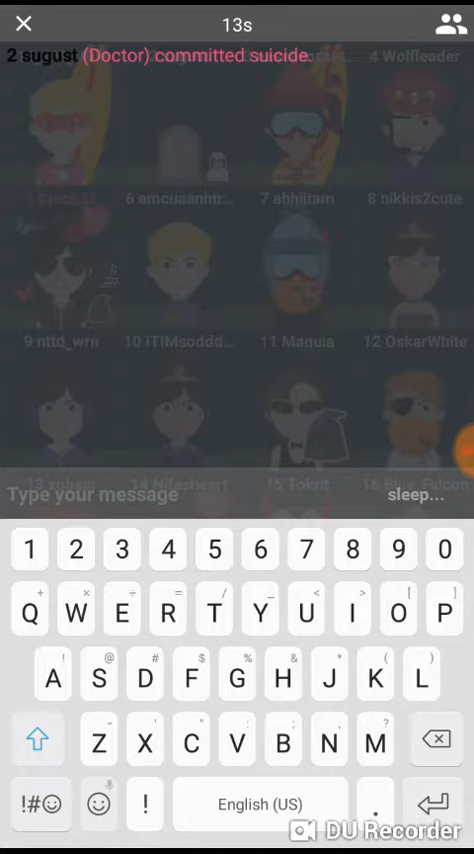 13s
2 sugust (Doctor) committed suicide.
4 Wolfleader
6 emcuaanhtr... 7 ahhijtam 8 nikkis2cute
9 nttd_wrn 10 ITIMsoddd... 11 Maquia 12 OskarWhite
14 Nifesheart 15 Tokrit 16 Blue_Falcon
Type your message sleep...
1 2 3 4 5 6 7 8 9 0
+ × ÷ = / _ < > [ ]
Q W E R T Y U I O P
! @ # $ % & * ( )
A S D F G H J K L
- ' " : ; , ?
Z X C V B N M
!#☺ ! English (US) .
DU Recorder